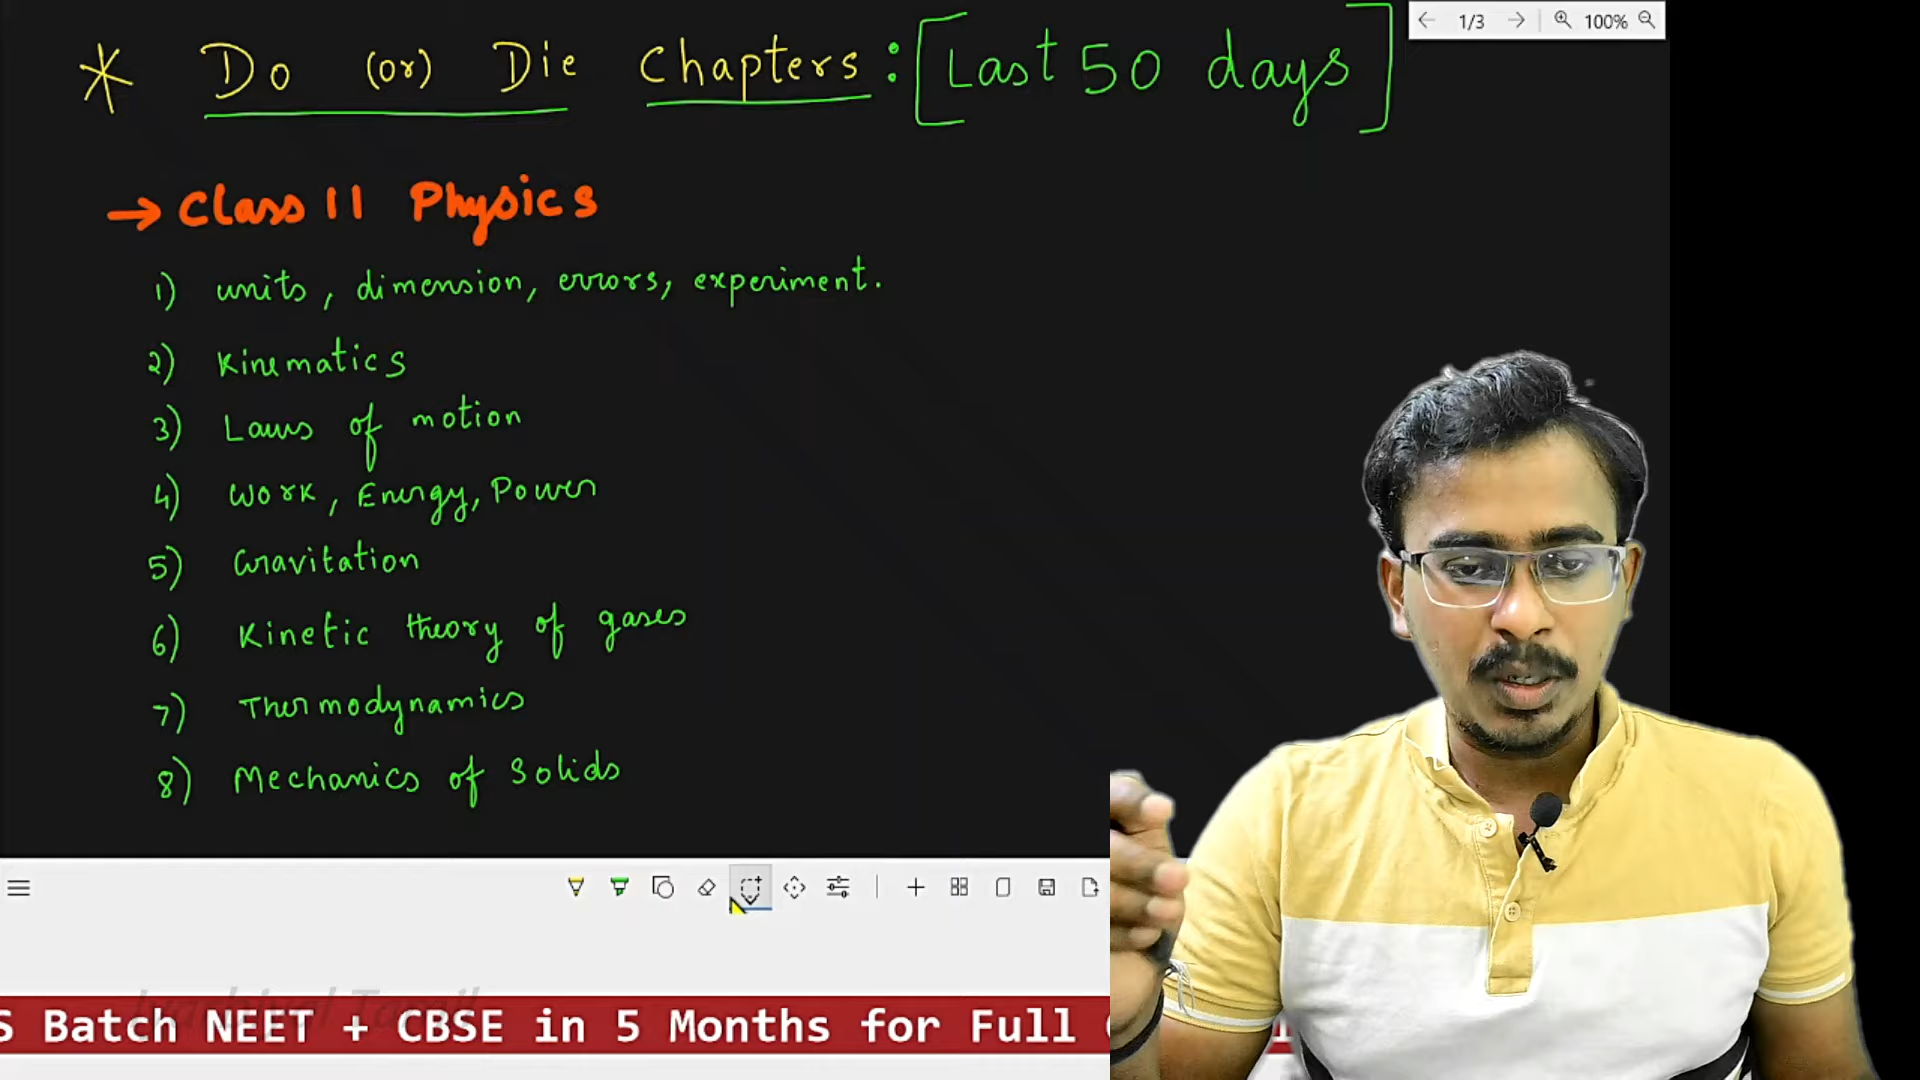 * Do (or) Die Chapters : [Last 50 days]
1/3
100%
→ Class 11 Physics
1) units, dimension, errors, experiment.
2) Kinematics
3) Laws of motion
4) Work, Energy, Power
5) Gravitation
6) Kinetic theory of gases
7) Thermodynamics
8) Mechanics of Solids
S Batch NEET + CBSE in 5 Months for Full